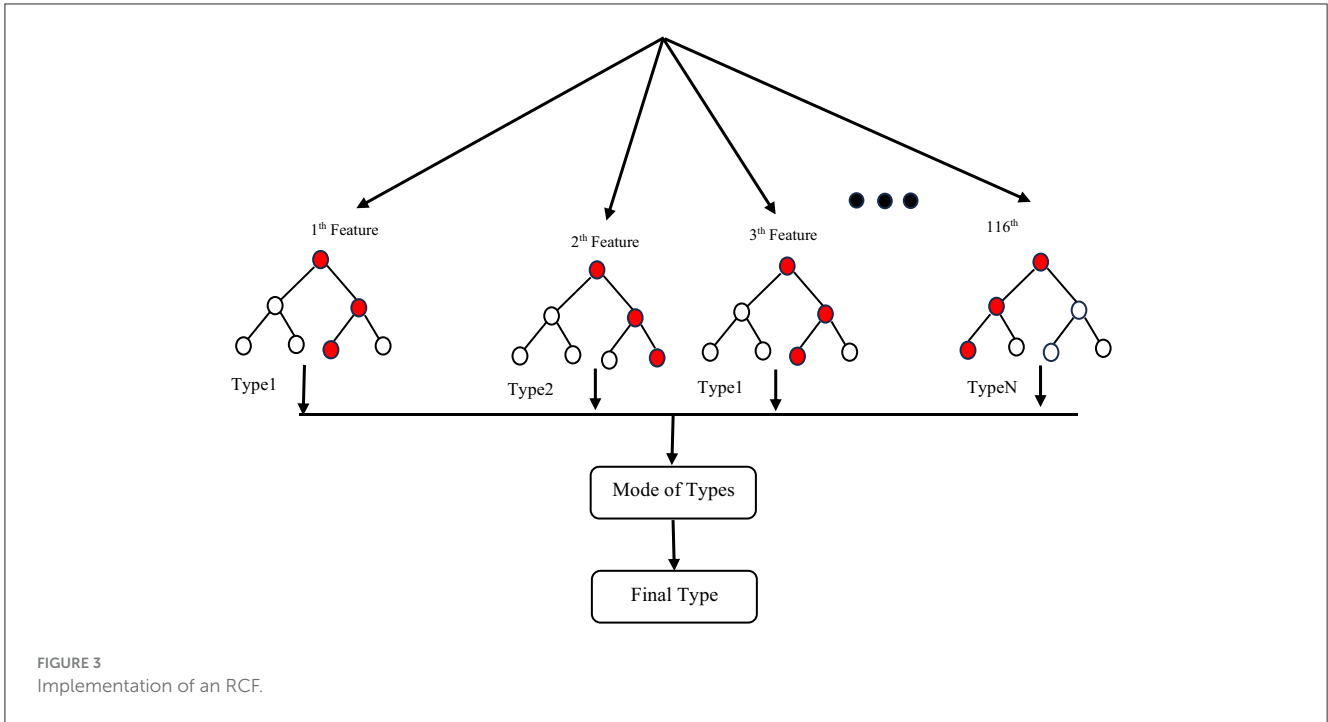 1th Feature
2th Feature
3th Feature
116th
Type1
Type2
Type1
TypeN
Mode of Types
Final Type
FIGURE 3
Implementation of an RCF.